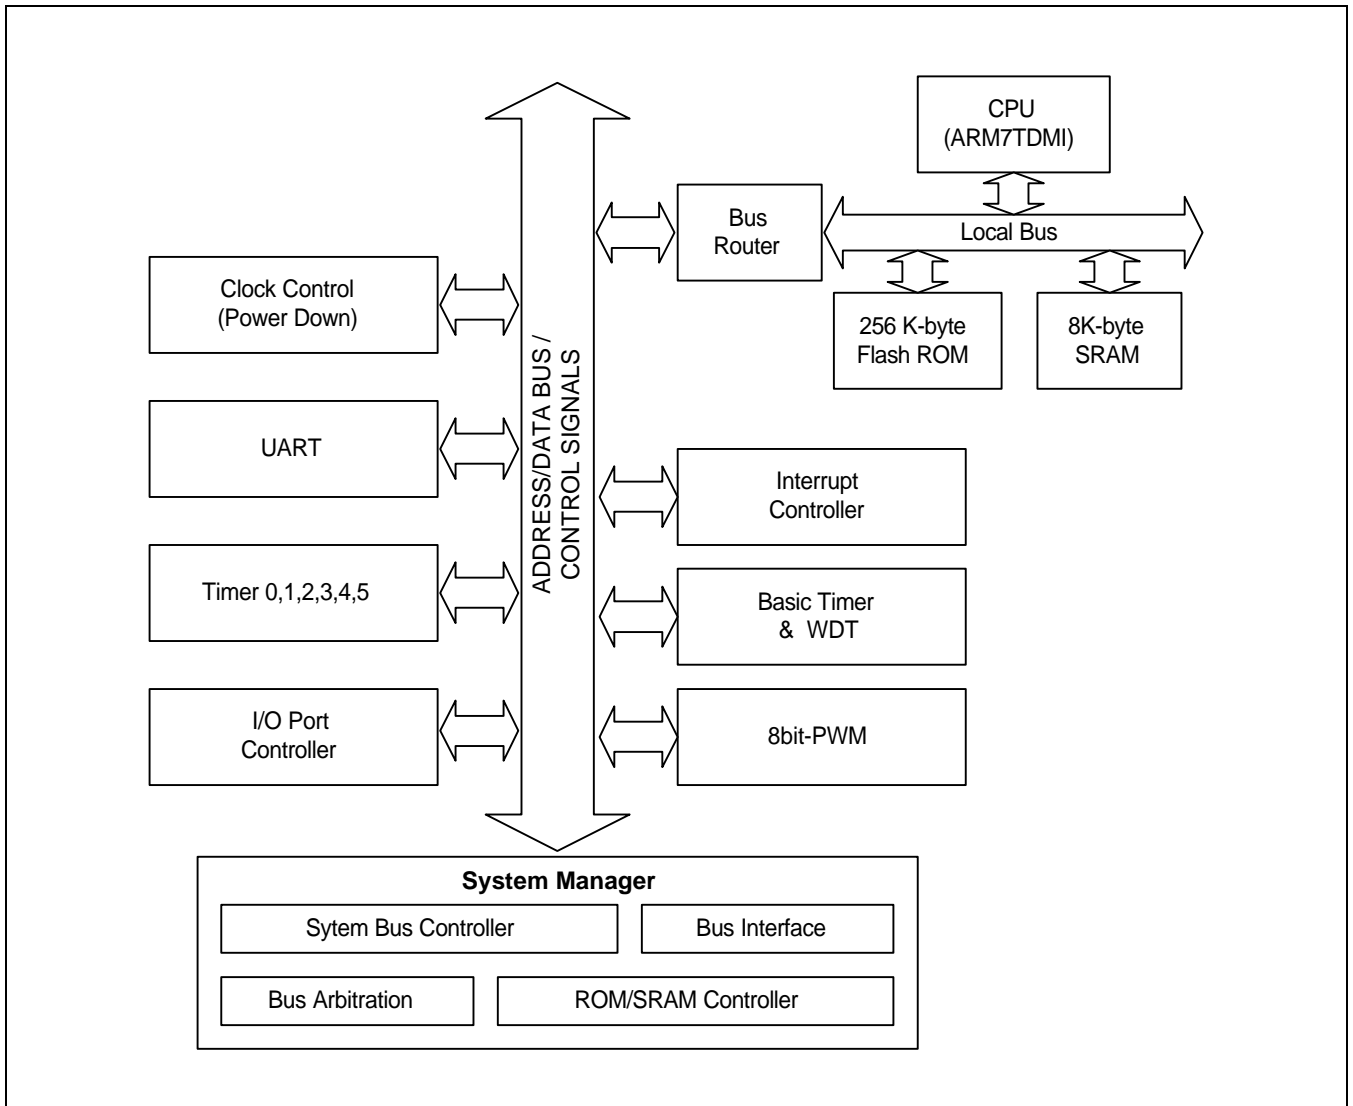 CPU
(ARM7TDMI)
Bus
Router
Local Bus
Clock Control
(Power Down)
256 K-byte
Flash ROM
8K-byte
SRAM
ADDRESS/DATA BUS /
CONTROL SIGNALS
UART
Interrupt
Controller
Timer 0,1,2,3,4,5
Basic Timer
& WDT
I/O Port
Controller
8bit-PWM
System Manager
Sytem Bus Controller
Bus Interface
Bus Arbitration
ROM/SRAM Controller